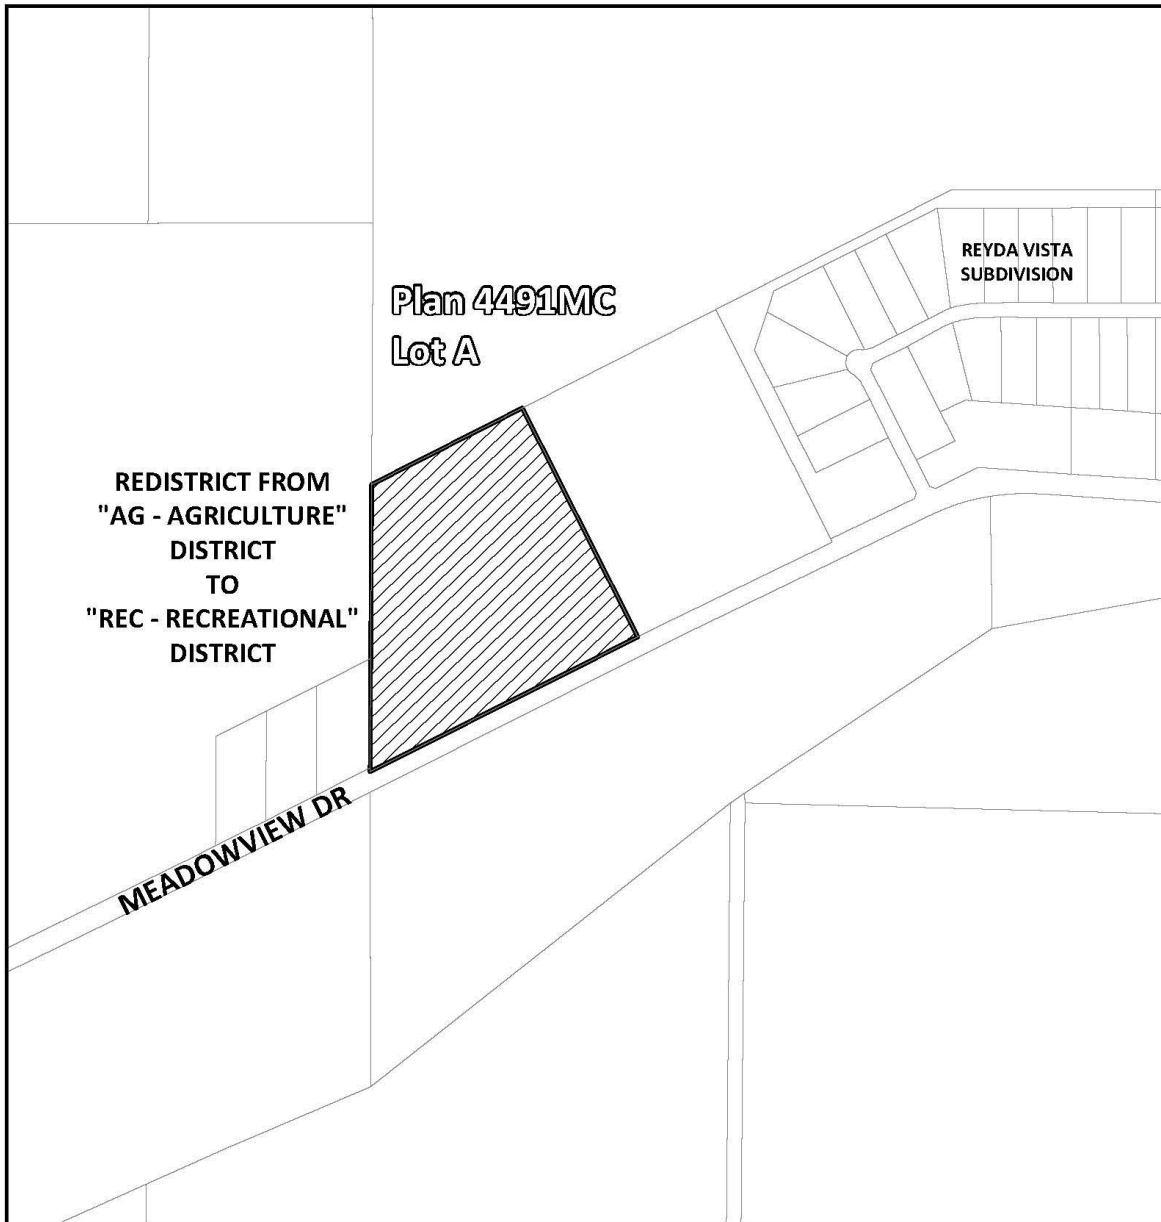 REYDA VISTA
SUBDIVISION
Plan 4491MC
Lot A
REDISTRICT FROM
"AG - AGRICULTURE"
DISTRICT
TO
"REC - RECREATIONAL"
DISTRICT
MEADOWVIEW DR